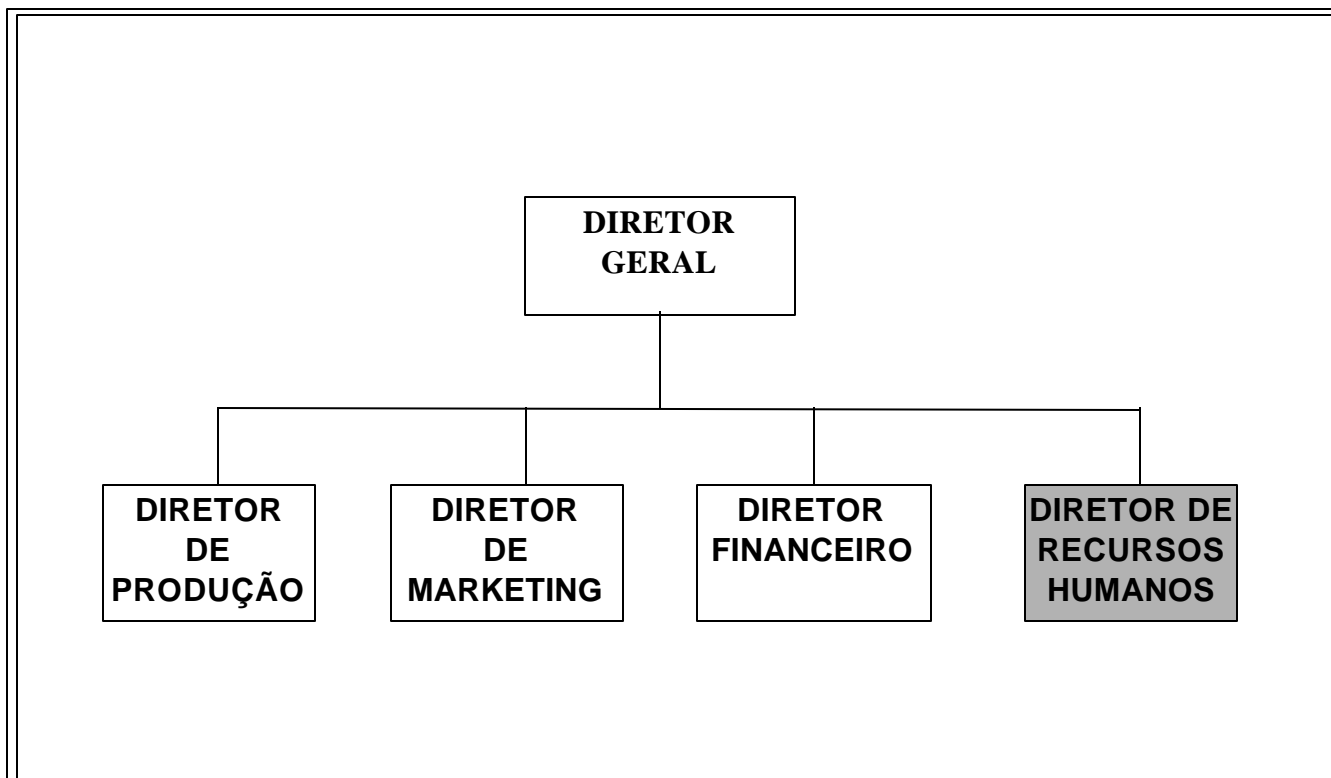 DIRETOR
GERAL
DIRETOR
DE
PRODUÇÃO
DIRETOR
DE
MARKETING
DIRETOR
FINANCEIRO
DIRETOR DE
RECURSOS
HUMANOS